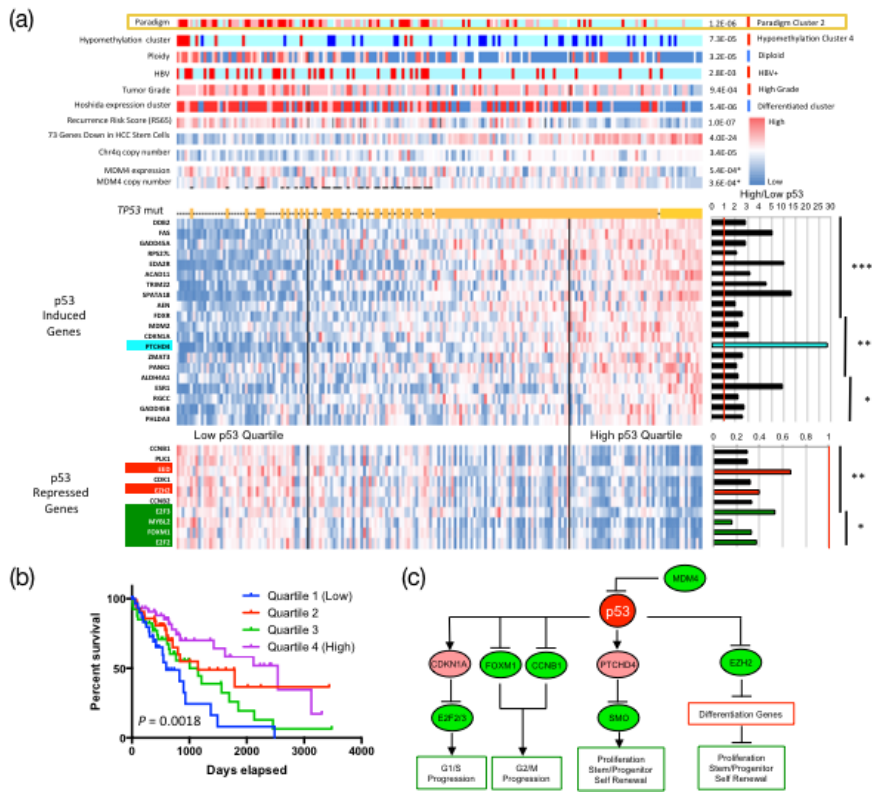 (a)
Paradigm 1.2E-06 Paradigm Cluster 2
Hypomethylation cluster 7.3E-05 Hypomethylation Cluster 4
Ploidy 3.2E-05 Diploid
HBV 2.8E-03 HBV+
Tumor Grade 9.4E-04 High Grade
Hoshida expression cluster 5.4E-06 Differentiated cluster
Recurrence Risk Score (RS65) 1.0E-07 High
73 Genes Down in HCC Stem Cells 4.0E-24
Chr4q copy number 3.4E-05
MDM4 expression 5.4E-04*
MDM4 copy number 3.6E-04* Low
High/Low p53
0 1 2 3 5 10 15 20 25 30
TP53 mut
DDB2
FAS
GADD45A
RPS27L
EDA2R
ACAD11
TRIM22
SPATA18
AEN
FDXR
MDM2
CDKN1A
PTCHD4
ZMAT3
PANK1
ALDH4A1
ESR1
RGCC
GADD45B
PHLDA3
p53
Induced
Genes
***
**
*
Low p53 Quartile High p53 Quartile
0 0.2 0.4 0.6 0.8 1
CCNB1
PLK1
SMO
CDK1
EZH2
CCNB2
E2F3
MYBL2
FOXM1
E2F2
p53
Repressed
Genes
**
*
(b)
Percent survival
100
50
0
0 1000 2000 3000 4000
Days elapsed
P = 0.0018
Quartile 1 (Low)
Quartile 2
Quartile 3
Quartile 4 (High)
(c)
MDM4
p53
CDKN1A FOXM1 CCNB1 PTCHD4 EZH2
E2F2/3 SMO Differentiation Genes
G1/S
Progression
G2/M
Progression
Proliferation
Stem/Progenitor
Self Renewal
Proliferation
Stem/Progenitor
Self Renewal